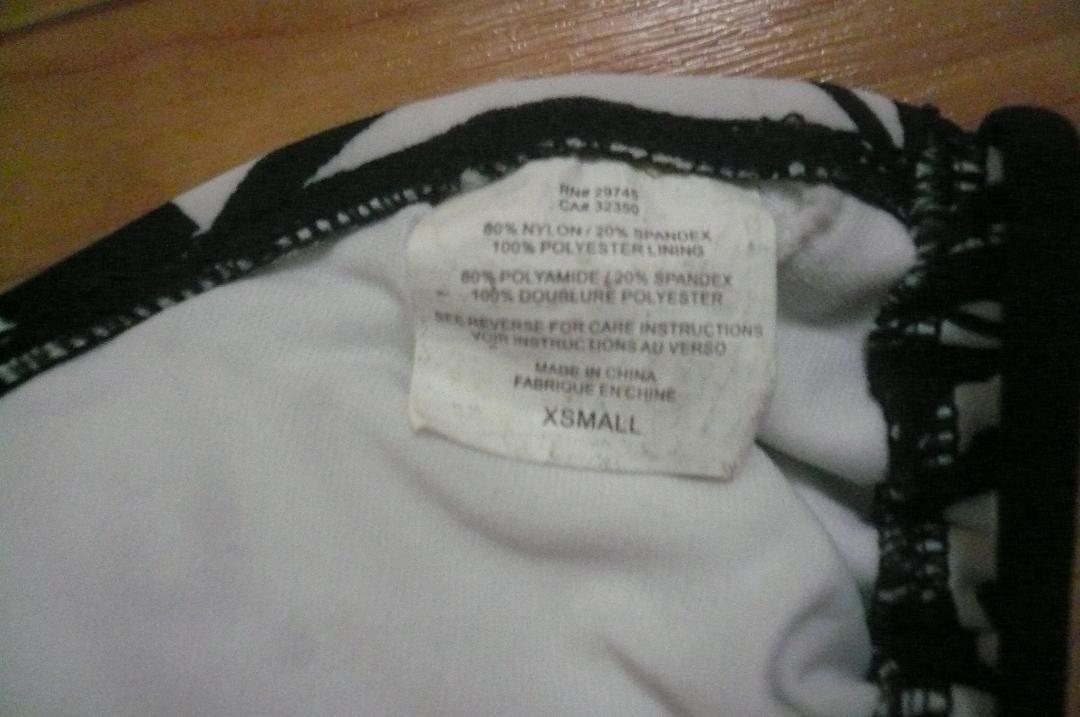 RN# 29745
CA# 32350
80% NYLON / 20% SPANDEX
100% POLYESTER LINING
80% POLYAMIDE / 20% SPANDEX
100% DOUBLURE POLYESTER
SEE REVERSE FOR CARE INSTRUCTIONS
VOIR INSTRUCTIONS AU VERSO
MADE IN CHINA
FABRIQUE EN CHINE
XSMALL